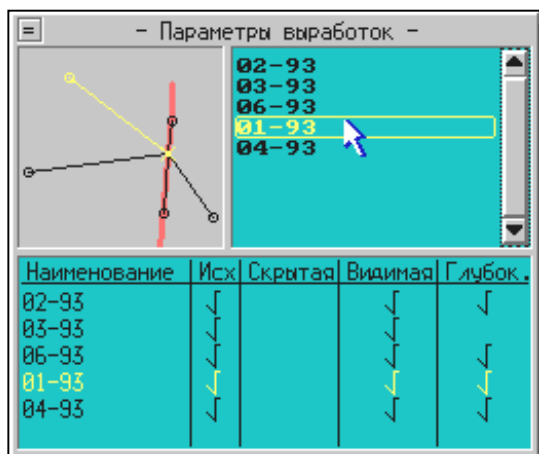 - Параметры выработок -
02-93
03-93
06-93
01-93
04-93
Наименование Исх Скрытая Видимая Глубок.
02-93 √ √ √
03-93 √ √
06-93 √ √ √
01-93 √ √ √
04-93 √ √ √